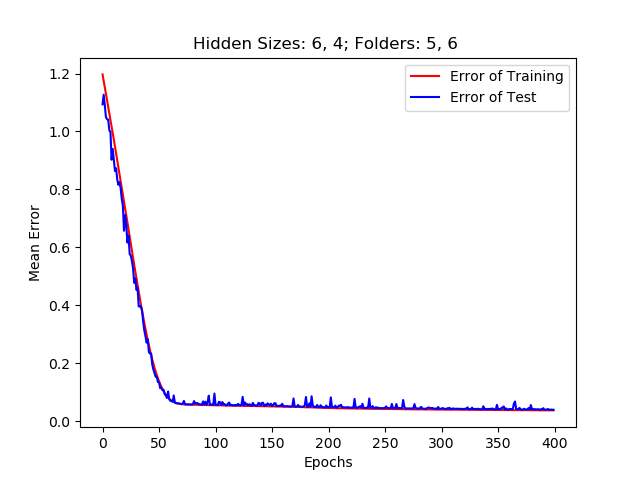 Hidden Sizes: 6, 4; Folders: 5, 6
Error of Training
Error of Test
Mean Error
1.2
1.0
0.8
0.6
0.4
0.2
0.0
0 50 100 150 200 250 300 350 400
Epochs